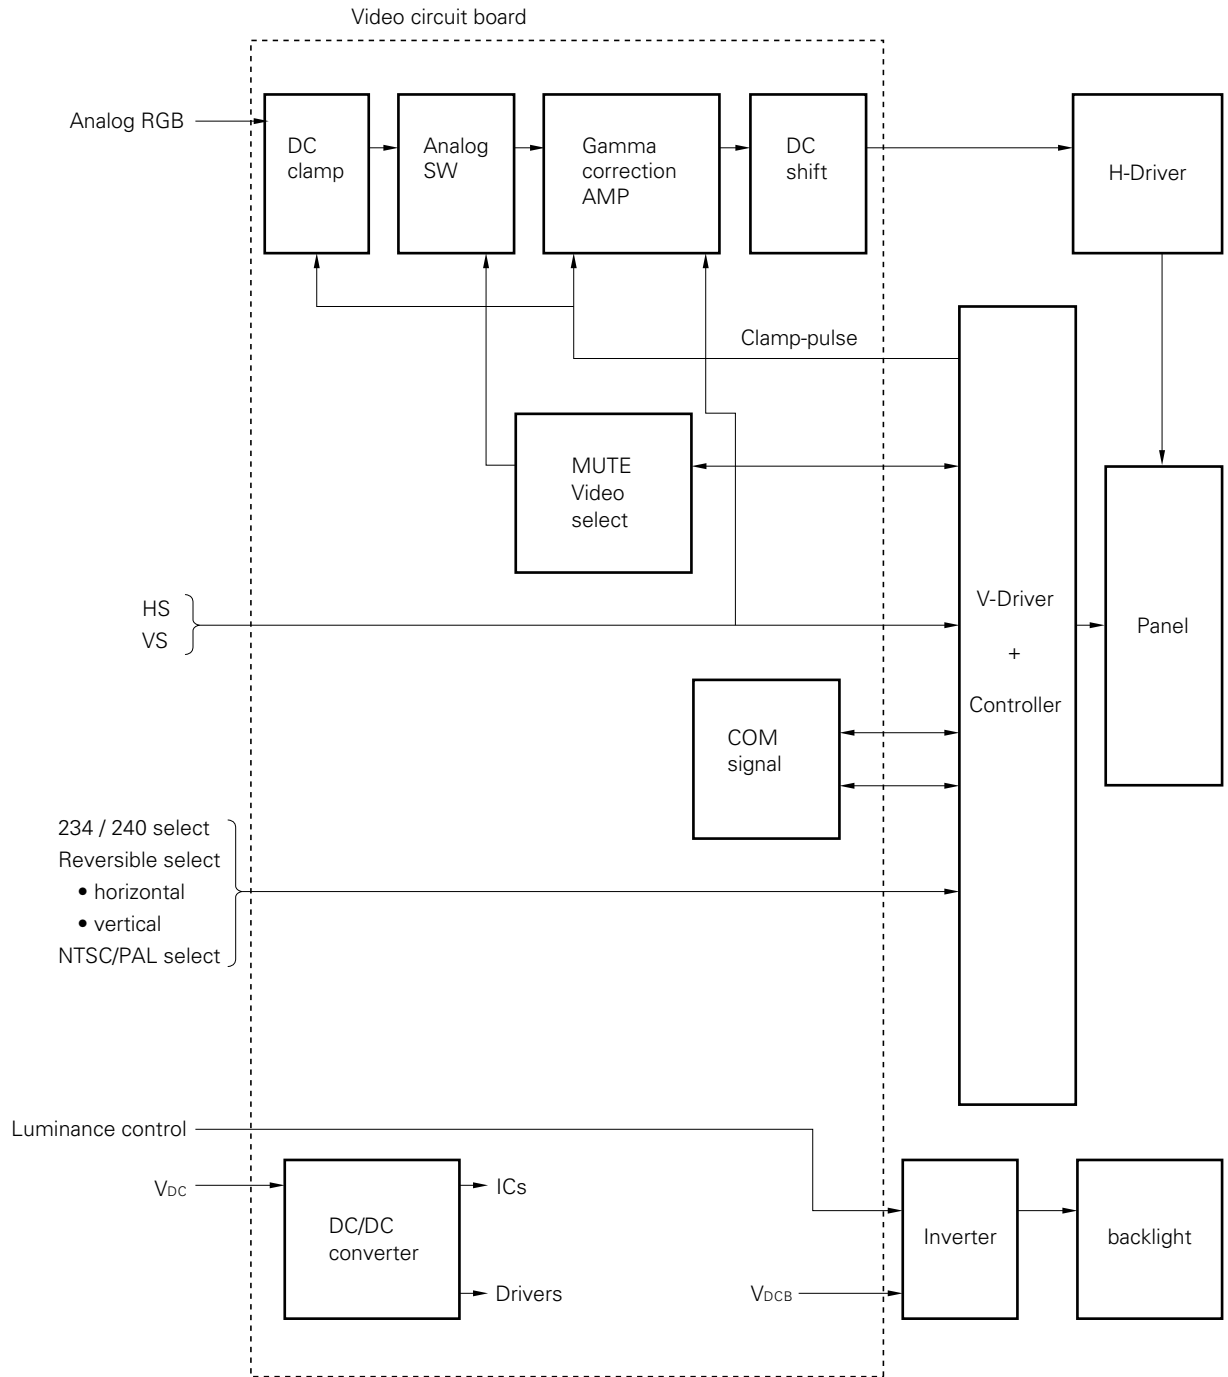 Video circuit board
Analog RGB
DC
clamp
Analog
SW
Gamma
correction
AMP
DC
shift
H-Driver
Clamp-pulse
MUTE
Video
select
HS
VS
V-Driver
+
Controller
Panel
COM
signal
234 / 240 select
Reversible select
• horizontal
• vertical
NTSC/PAL select
Luminance control
VDC
DC/DC
converter
ICs
Drivers
VDCB
Inverter
backlight